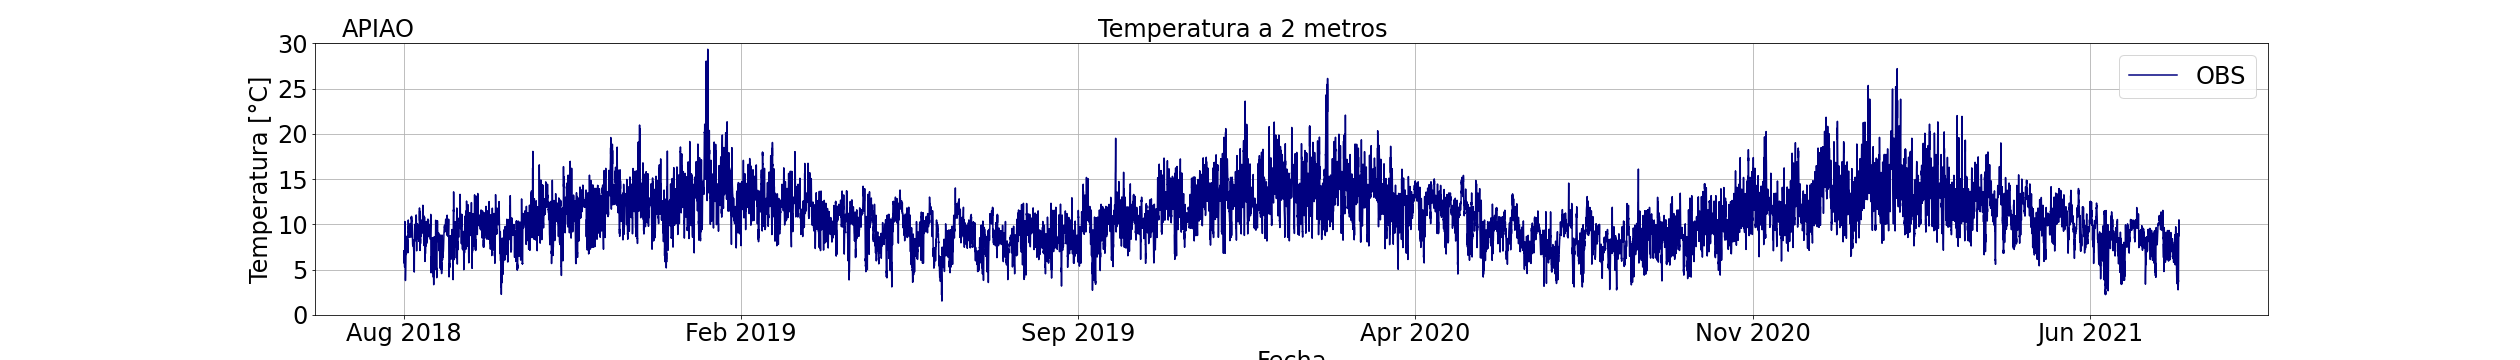 APIAO
Temperatura a 2 metros
Temperatura [°C]
30
25
20
15
10
5
0
OBS
Aug 2018
Feb 2019
Sep 2019
Apr 2020
Nov 2020
Jun 2021
Fecha